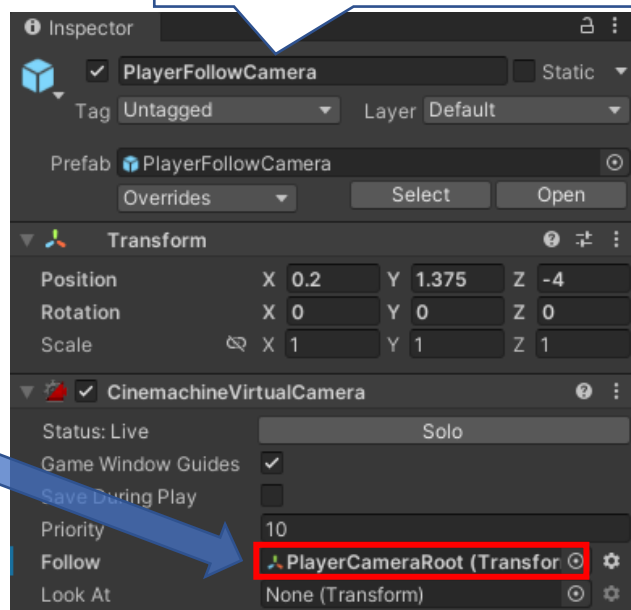 Inspector
PlayerFollowCamera Static
Tag Untagged Layer Default
Prefab PlayerFollowCamera
Overrides Select Open
Transform
Position X 0.2 Y 1.375 Z -4
Rotation X 0 Y 0 Z 0
Scale X 1 Y 1 Z 1
CinemachineVirtualCamera
Status: Live Solo
Game Window Guides
Save During Play
Priority 10
Follow PlayerCameraRoot (Transfor
Look At None (Transform)